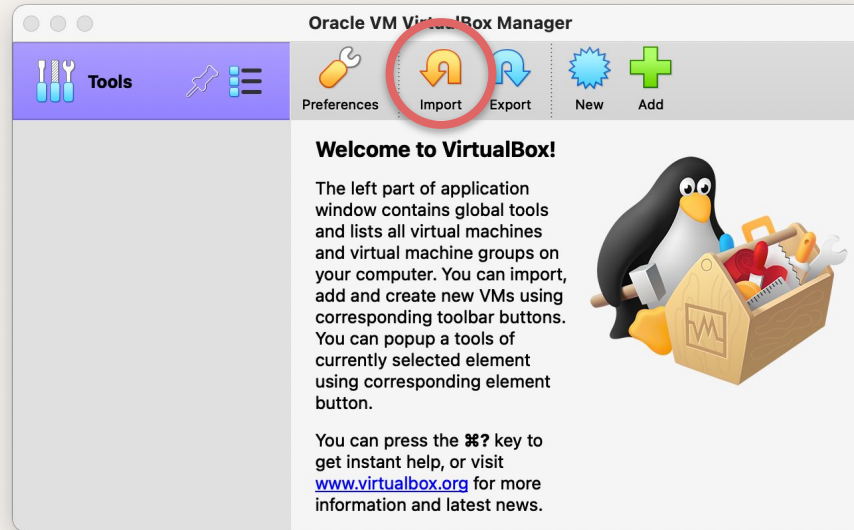 Oracle VM VirtualBox Manager
Tools
Preferences
Import
Export
New
Add
Welcome to VirtualBox!
The left part of application
window contains global tools
and lists all virtual machines
and virtual machine groups on
your computer. You can import,
add and create new VMs using
corresponding toolbar buttons.
You can popup a tools of
currently selected element
using corresponding element
button.
You can press the ⌘? key to
get instant help, or visit
www.virtualbox.org for more
information and latest news.